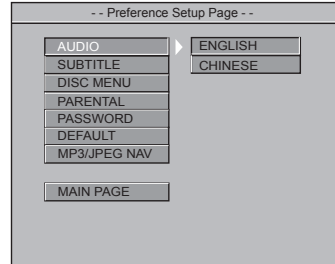 - - Preference Setup Page - -
AUDIO
SUBTITLE
DISC MENU
PARENTAL
PASSWORD
DEFAULT
MP3/JPEG NAV
MAIN PAGE
ENGLISH
CHINESE